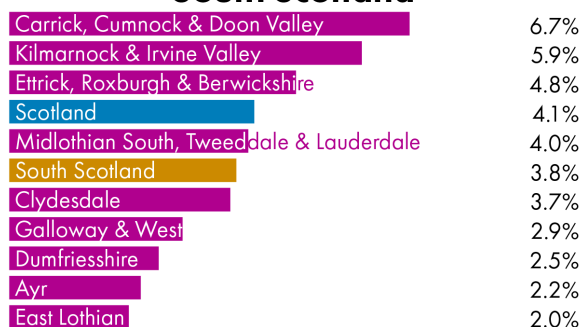 South Scotland
Carrick, Cumnock & Doon Valley 6.7%
Kilmarnock & Irvine Valley 5.9%
Ettrick, Roxburgh & Berwickshire 4.8%
Scotland 4.1%
Midlothian South, Tweeddale & Lauderdale 4.0%
South Scotland 3.8%
Clydesdale 3.7%
Galloway & West 2.9%
Dumfriesshire 2.5%
Ayr 2.2%
East Lothian 2.0%